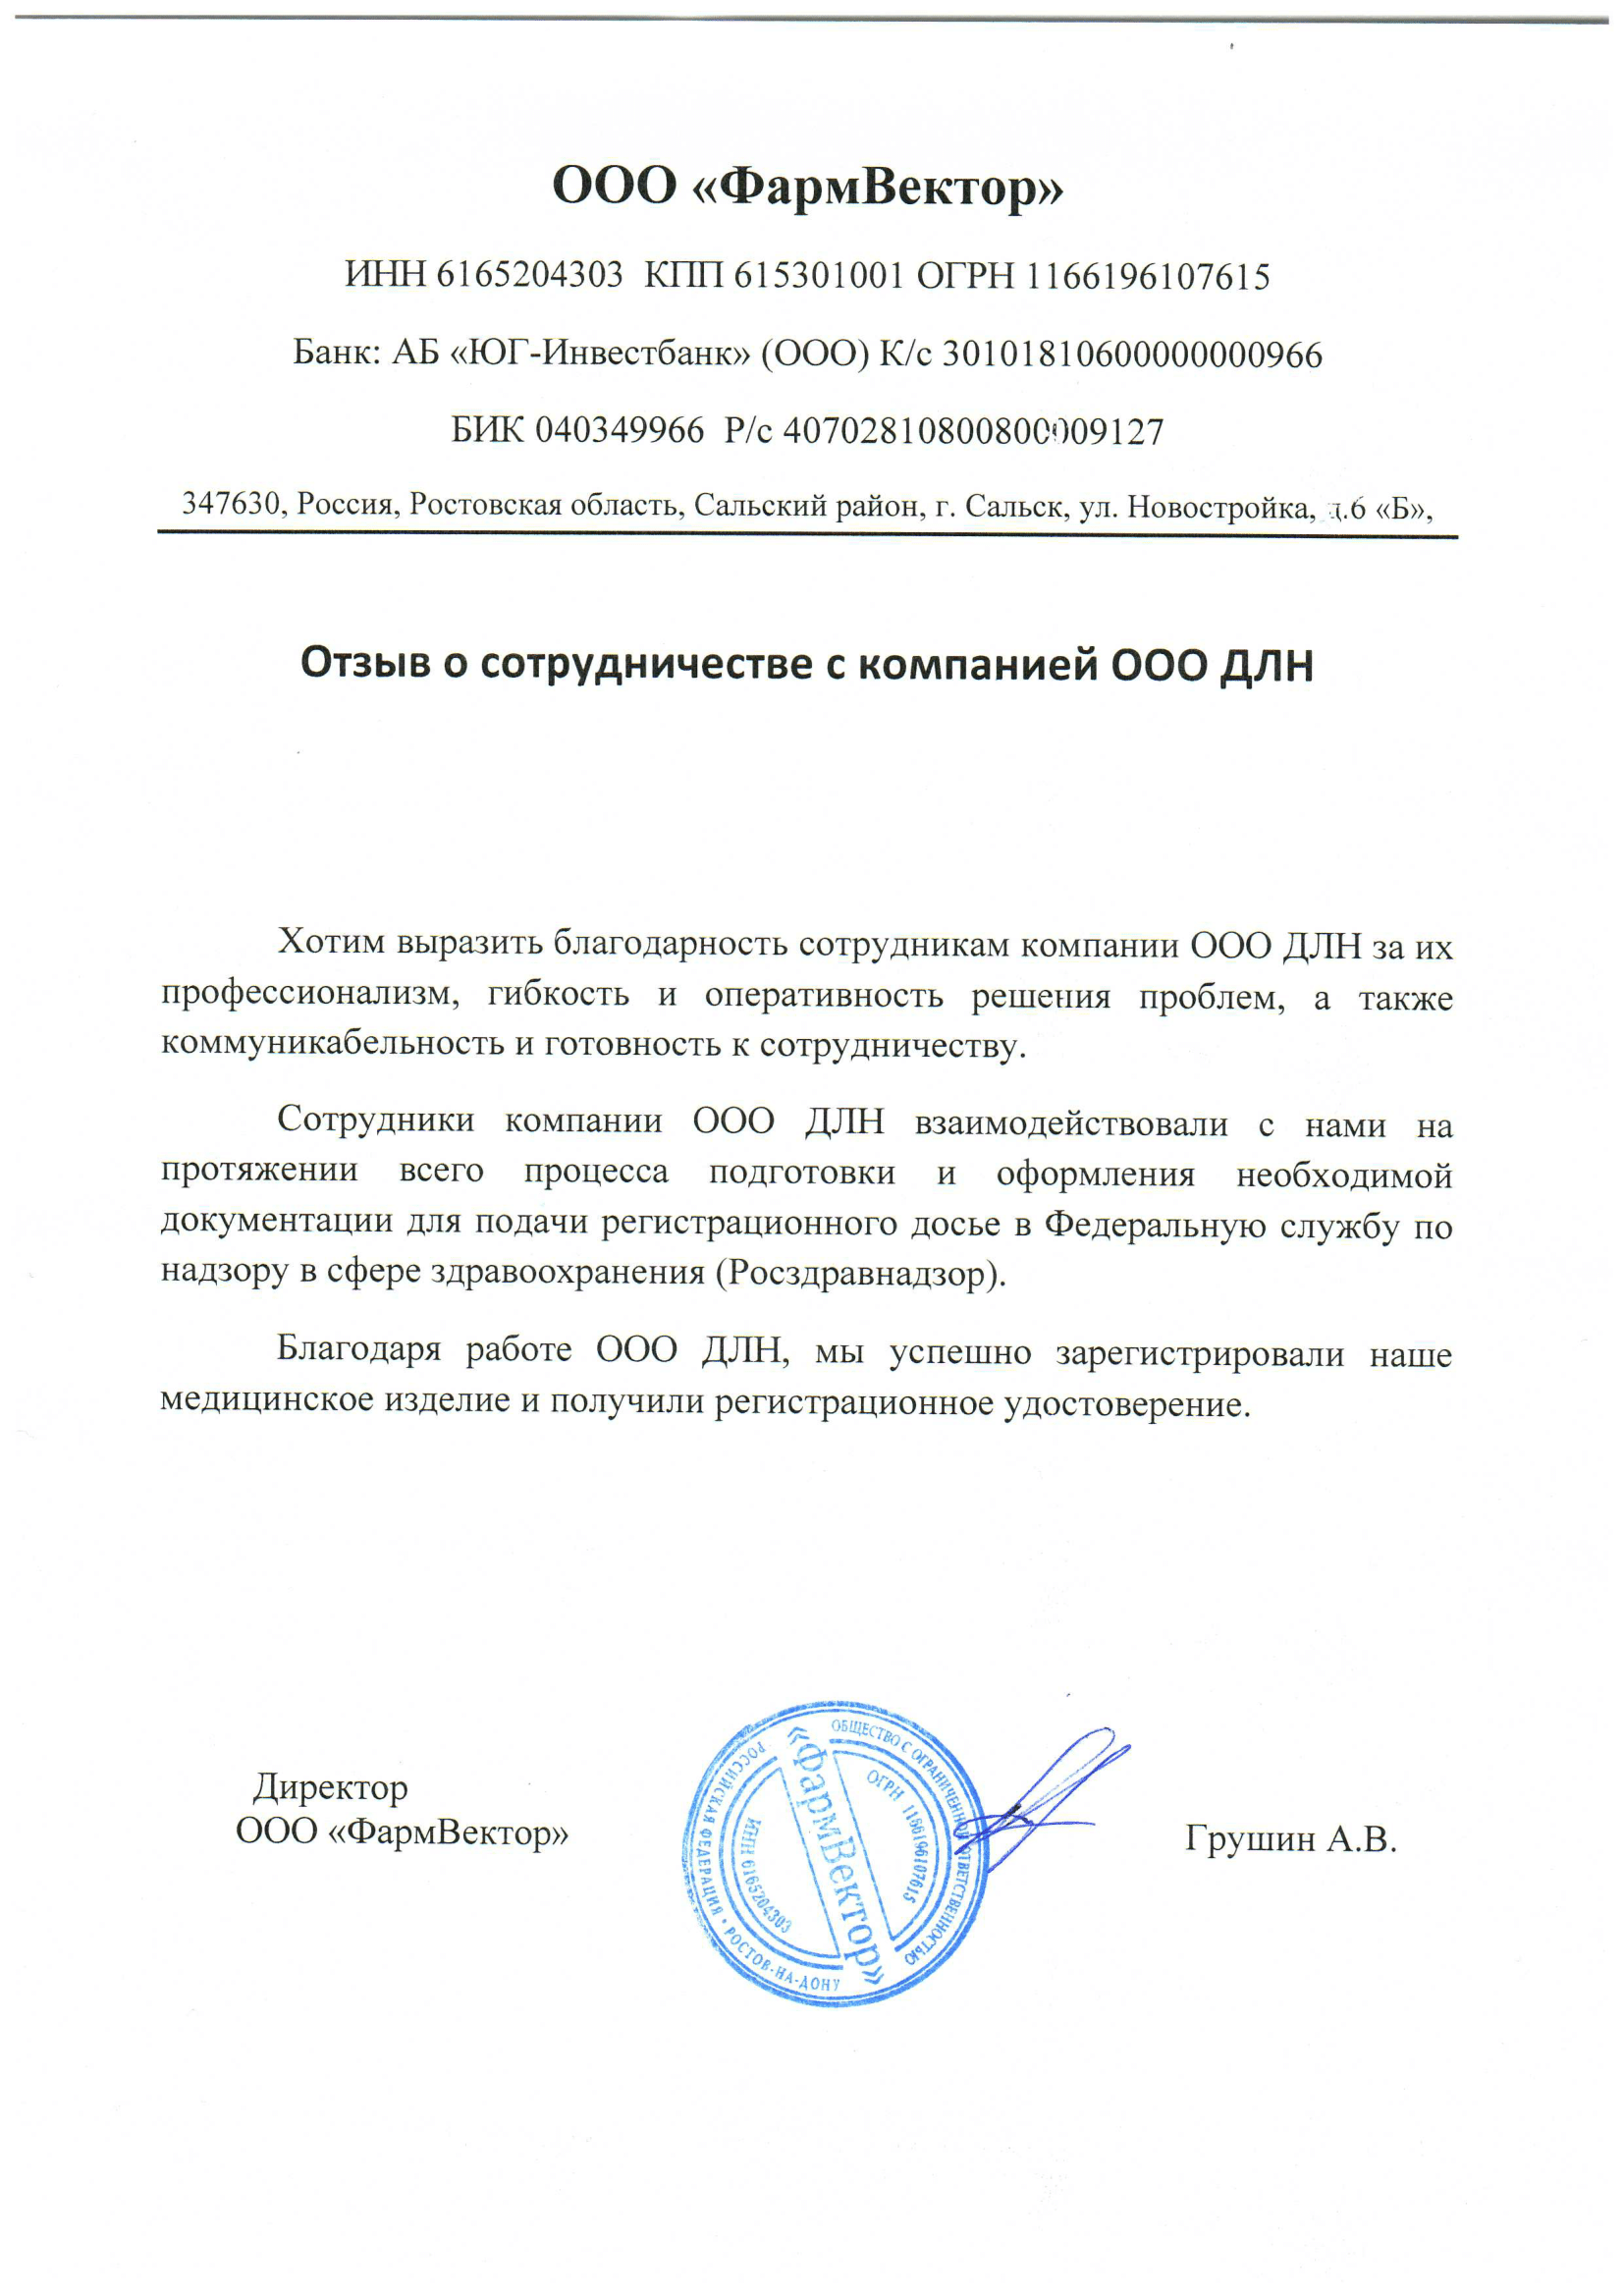 ООО «ФармВектор»
ИНН 6165204303 КПП 615301001 ОГРН 1166196107615
Банк: АБ «ЮГ-Инвестбанк» (ООО) К/с 30101810600000000966
БИК 040349966 Р/с 40702810800800009127
347630, Россия, Ростовская область, Сальский район, г. Сальск, ул. Новостройка, д.6 «Б»,
Отзыв о сотрудничестве с компанией ООО ДЛН
Хотим выразить благодарность сотрудникам компании ООО ДЛН за их
профессионализм, гибкость и оперативность решения проблем, а также
коммуникабельность и готовность к сотрудничеству.
Сотрудники компании ООО ДЛН взаимодействовали с нами на
протяжении всего процесса подготовки и оформления необходимой
документации для подачи регистрационного досье в Федеральную службу по
надзору в сфере здравоохранения (Росздравнадзор).
Благодаря работе ООО ДЛН, мы успешно зарегистрировали наше
медицинское изделие и получили регистрационное удостоверение.
Директор
ООО «ФармВектор»
ОБЩЕСТВО С ОГРАНИЧЕННОЙ ОТВЕТСТВЕННОСТЬЮ
РОССИЙСКАЯ ФЕДЕРАЦИЯ • РОСТОВ-НА-ДОНУ
ОГРН 1166196107615
«ФармВектор»
ИНН 6165204303
Грушин А.В.